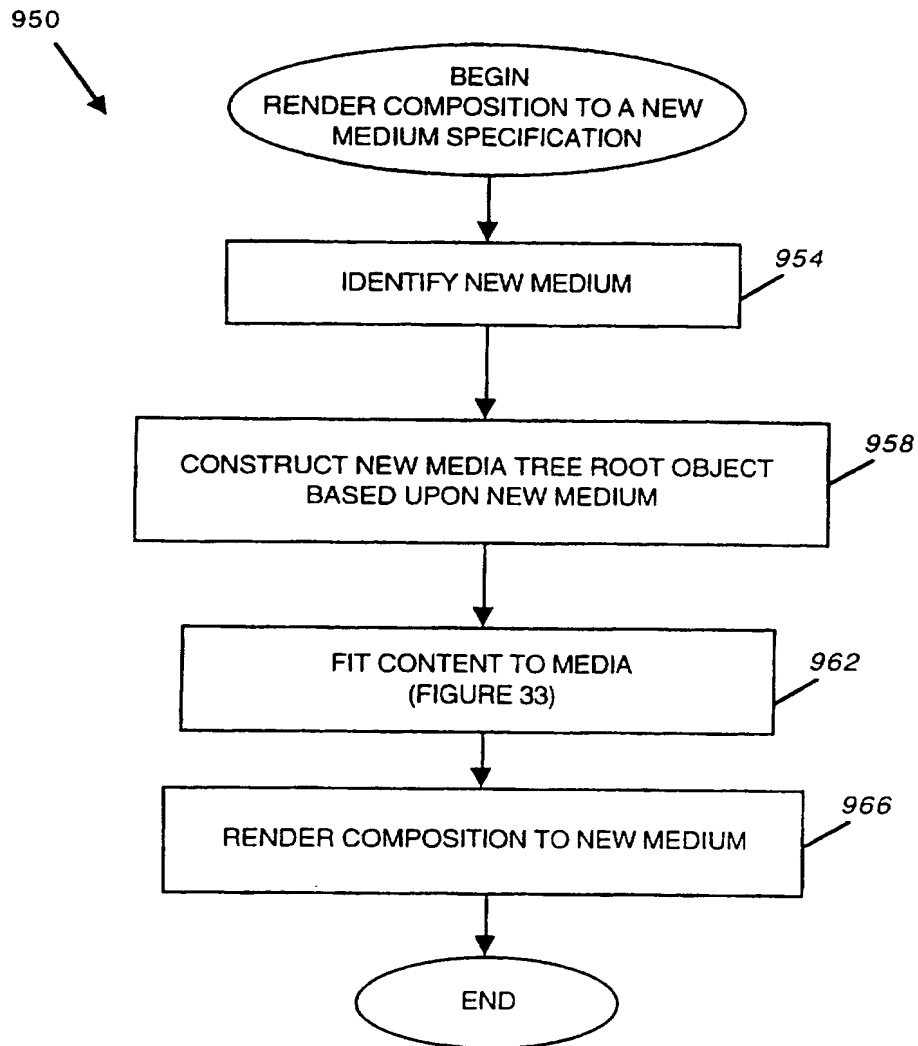 950
BEGIN
RENDER COMPOSITION TO A NEW
MEDIUM SPECIFICATION
IDENTIFY NEW MEDIUM
954
CONSTRUCT NEW MEDIA TREE ROOT OBJECT
BASED UPON NEW MEDIUM
958
FIT CONTENT TO MEDIA
(FIGURE 33)
962
RENDER COMPOSITION TO NEW MEDIUM
966
END